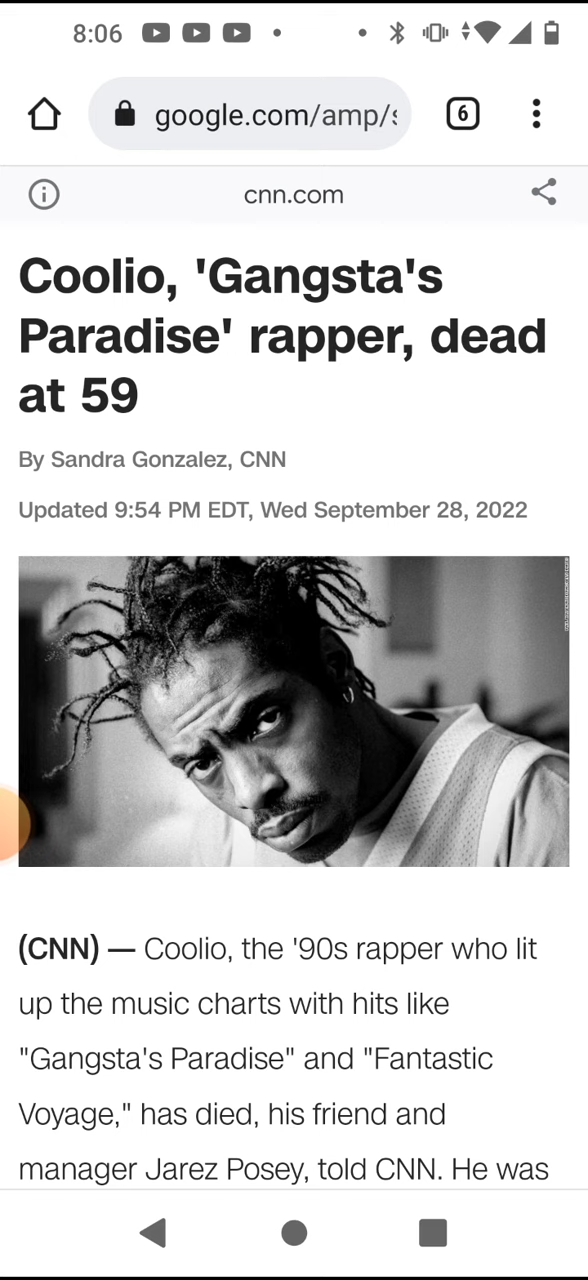 8:06
google.com/amp/s
6
cnn.com
Coolio, 'Gangsta's
Paradise' rapper, dead
at 59
By Sandra Gonzalez, CNN
Updated 9:54 PM EDT, Wed September 28, 2022
(CNN) — Coolio, the '90s rapper who lit
up the music charts with hits like
"Gangsta's Paradise" and "Fantastic
Voyage," has died, his friend and
manager Jarez Posey, told CNN. He was